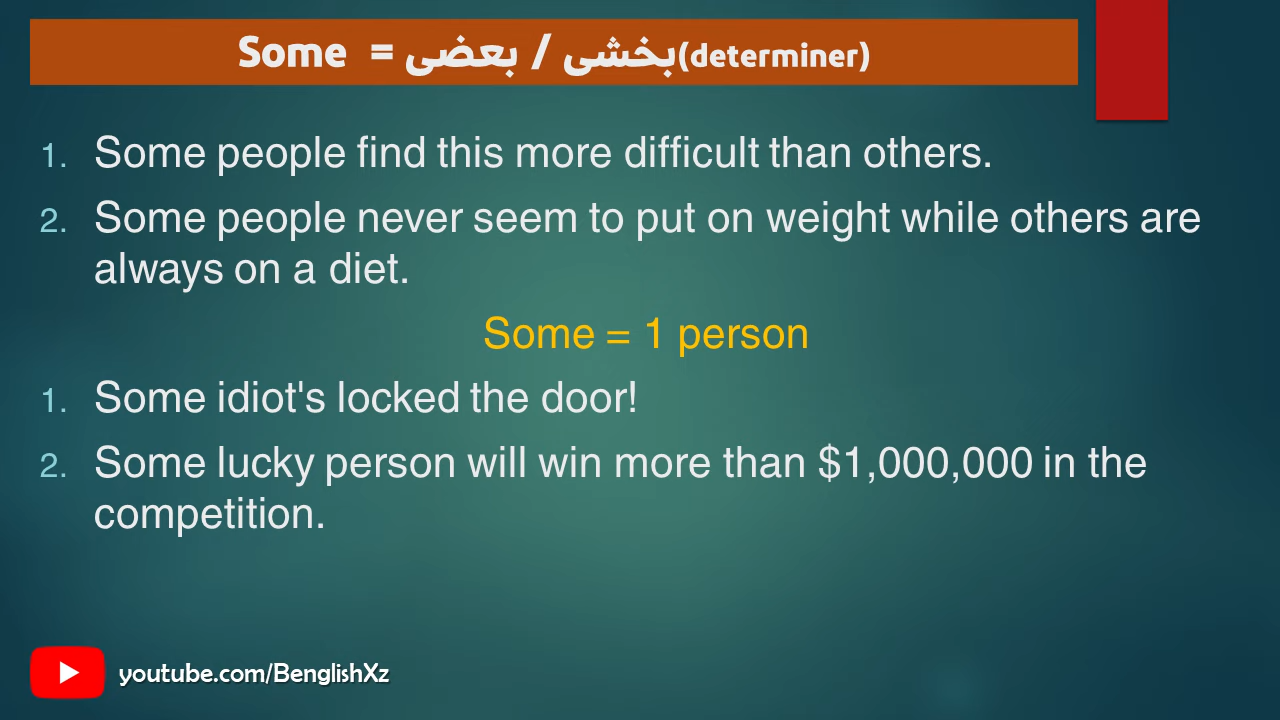 Some = بخشی / بعضی(determiner)
1. Some people find this more difficult than others.
2. Some people never seem to put on weight while others are
always on a diet.
Some = 1 person
1. Some idiot's locked the door!
2. Some lucky person will win more than $1,000,000 in the
competition.
youtube.com/BenglishXz